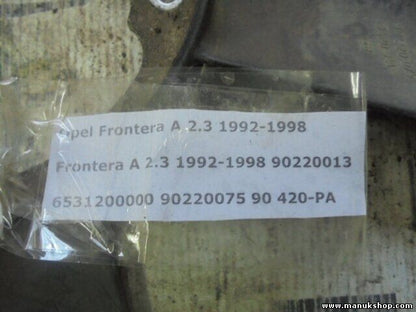 Opel Frontera A 2.3 1992-1998
Frontera A 2.3 1992-1998 90220013
6531200000 90220075 90 420-PA
www.manukshop.com